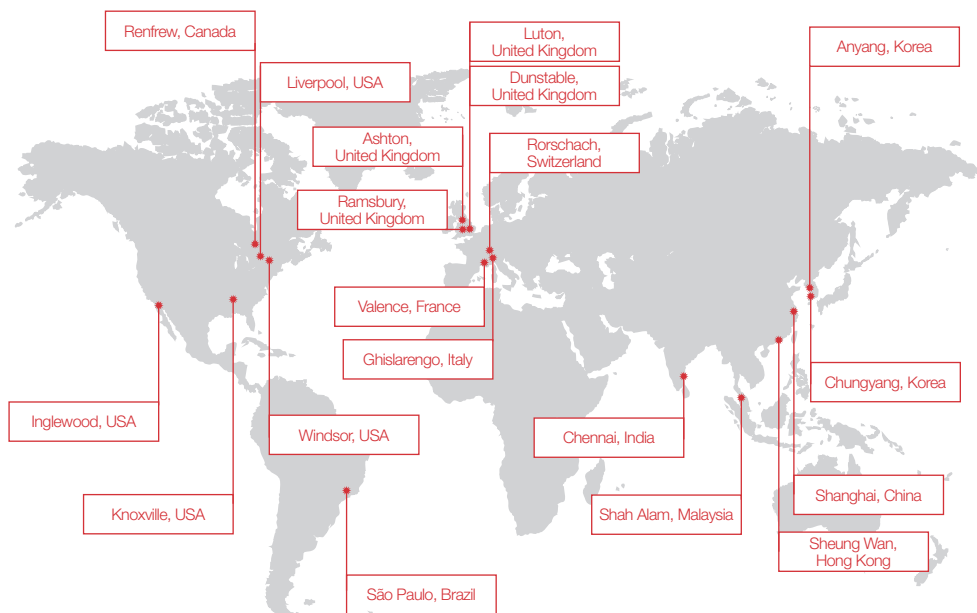 Renfrew, Canada
Luton,
United Kingdom
Anyang, Korea
Liverpool, USA
Dunstable,
United Kingdom
Ashton,
United Kingdom
Rorschach,
Switzerland
Ramsbury,
United Kingdom
Valence, France
Ghislarengo, Italy
Chungyang, Korea
Inglewood, USA
Windsor, USA
Chennai, India
Knoxville, USA
Shah Alam, Malaysia
Shanghai, China
Sheung Wan,
Hong Kong
São Paulo, Brazil